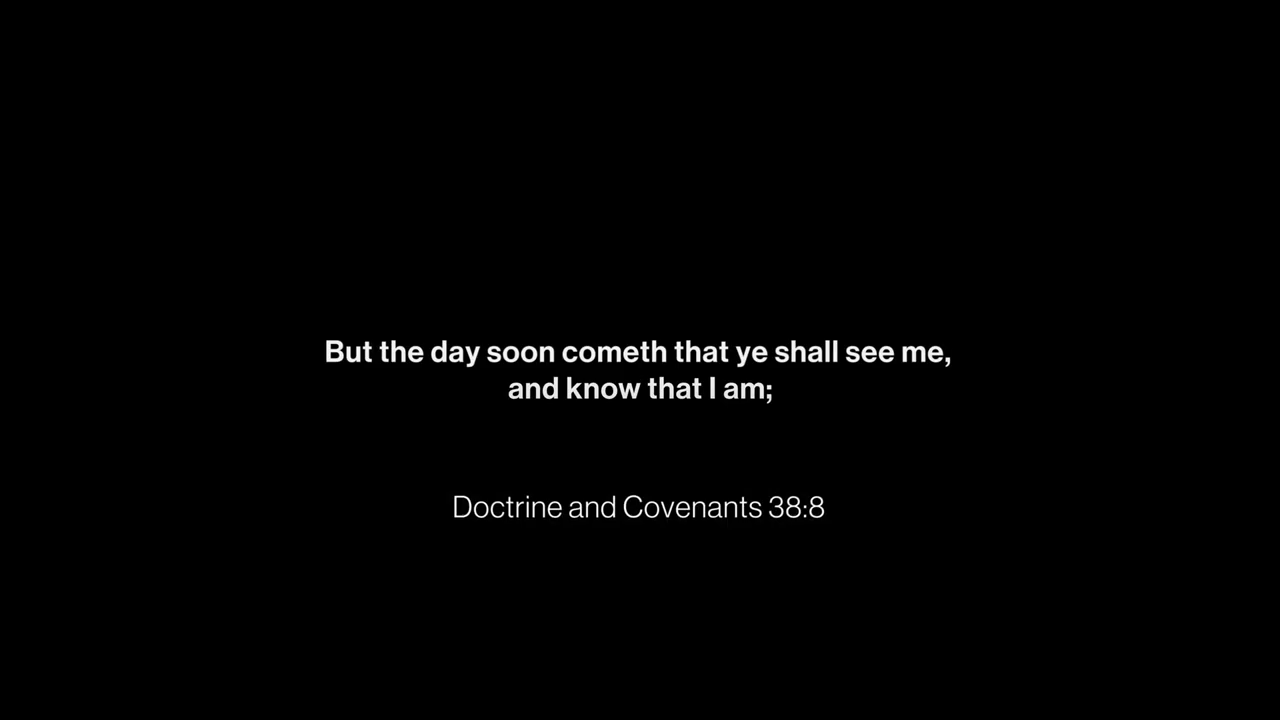 But the day soon cometh that ye shall see me,
and know that I am;
Doctrine and Covenants 38:8